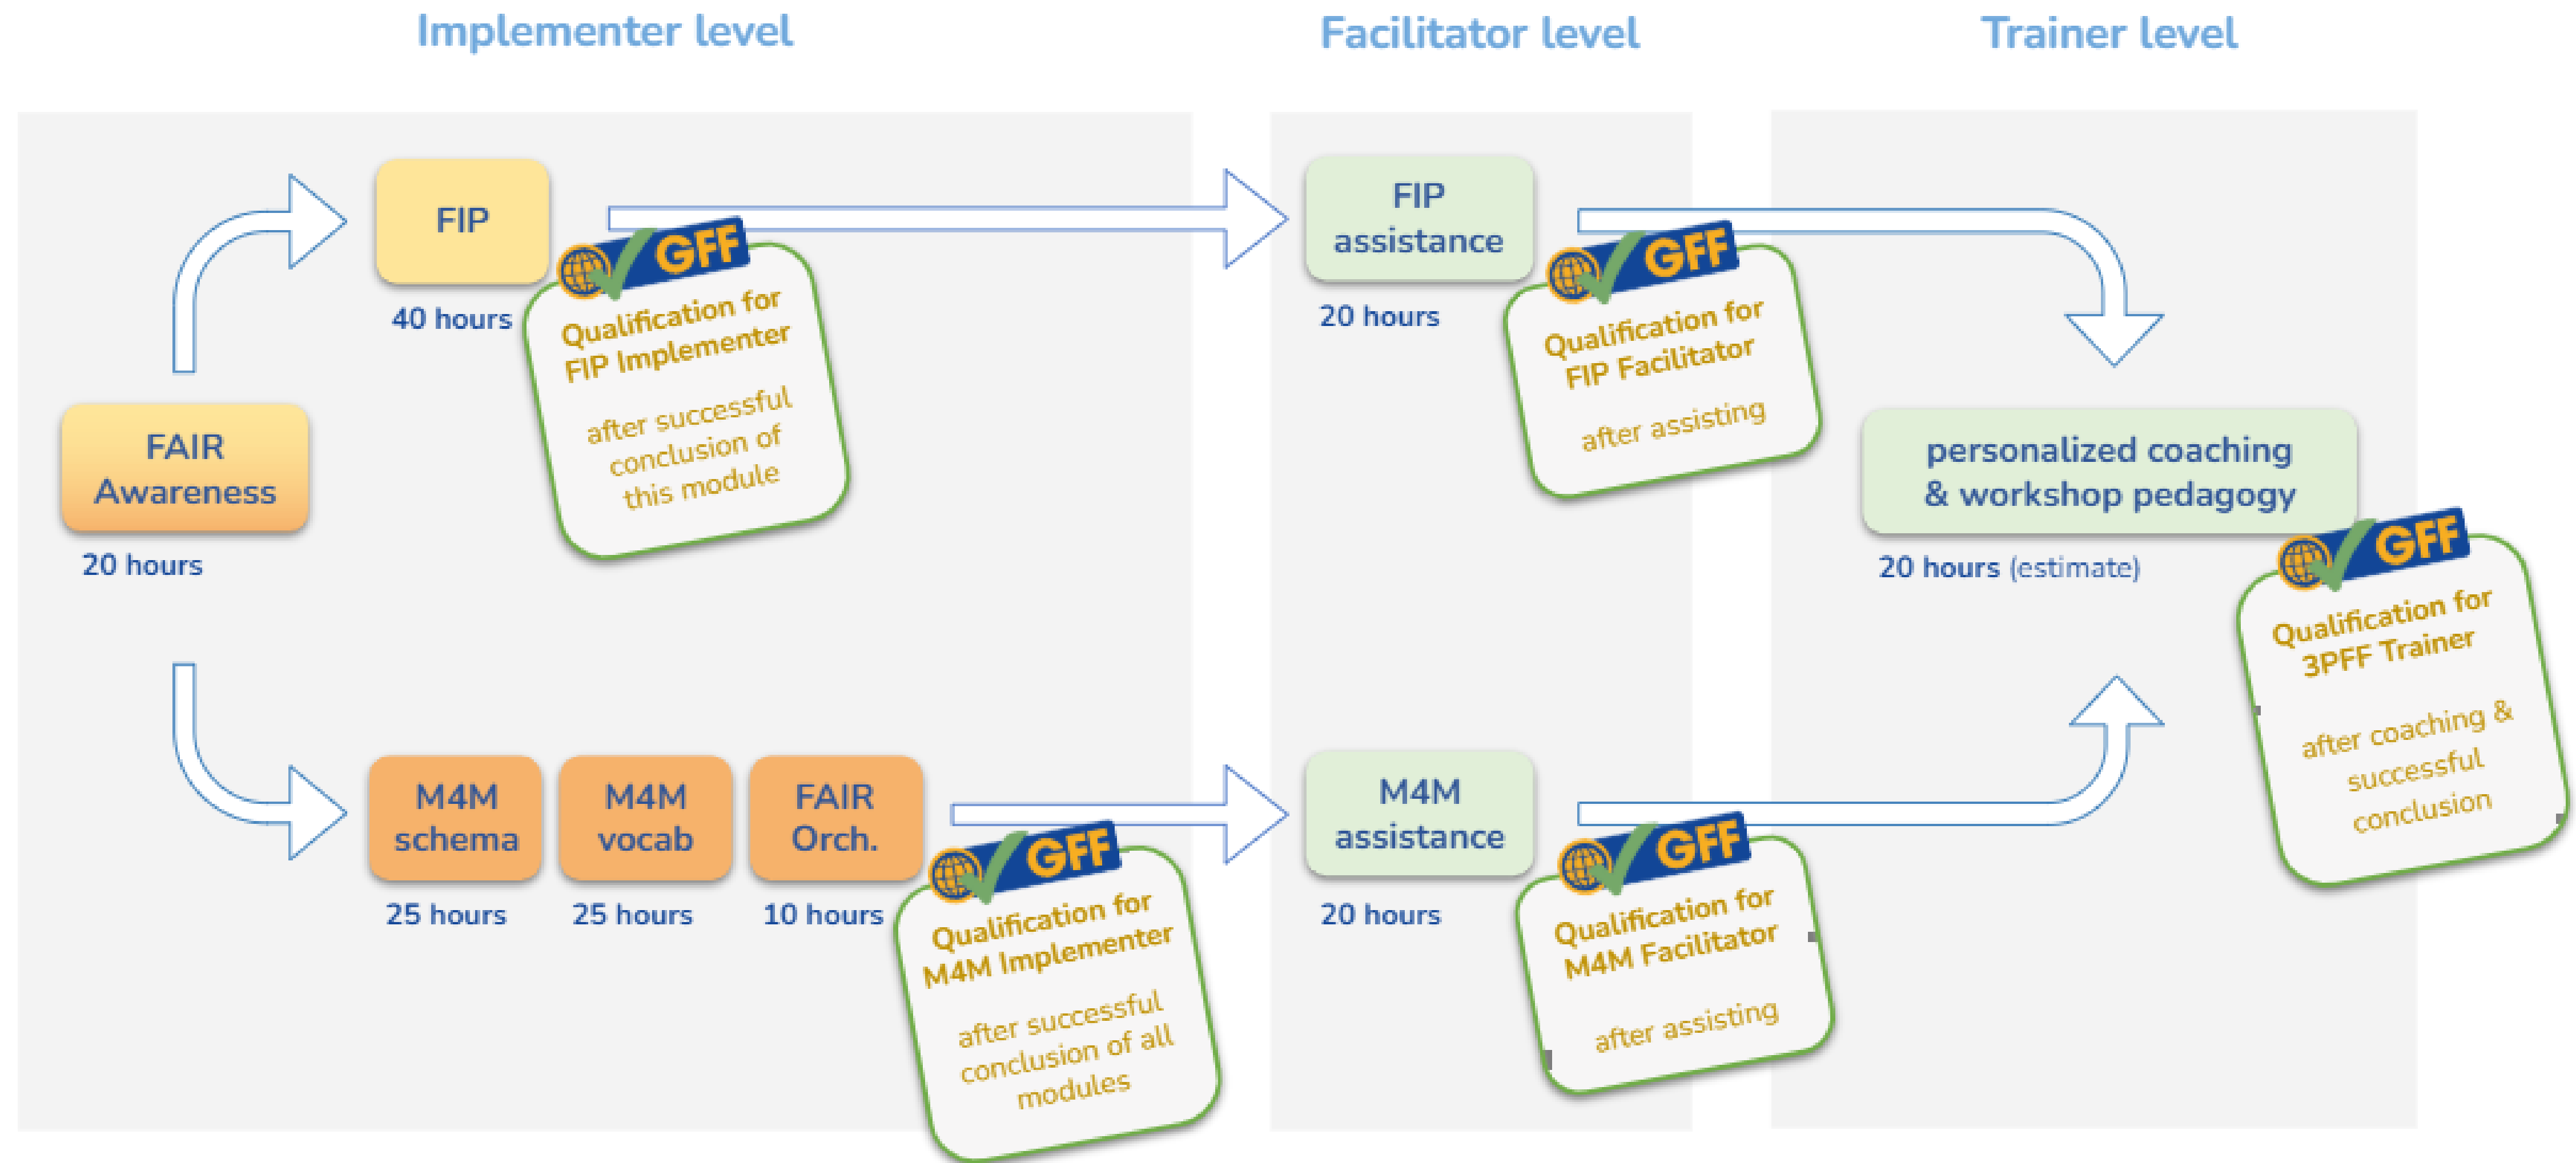 Implementer level
Facilitator level
Trainer level
FIP
40 hours
GFF
Qualification for
FIP Implementer
after successful
conclusion of
this module
FIP
assistance
20 hours
GFF
Qualification for
FIP Facilitator
after assisting
FAIR
Awareness
20 hours
personalized coaching
& workshop pedagogy
20 hours (estimate)
GFF
Qualification for
3PFF Trainer
after coaching &
successful
conclusion
M4M
schema
25 hours
M4M
vocab
25 hours
FAIR
Orch.
10 hours
GFF
Qualification for
M4M Implementer
after successful
conclusion of all
modules
M4M
assistance
20 hours
GFF
Qualification for
M4M Facilitator
after assisting